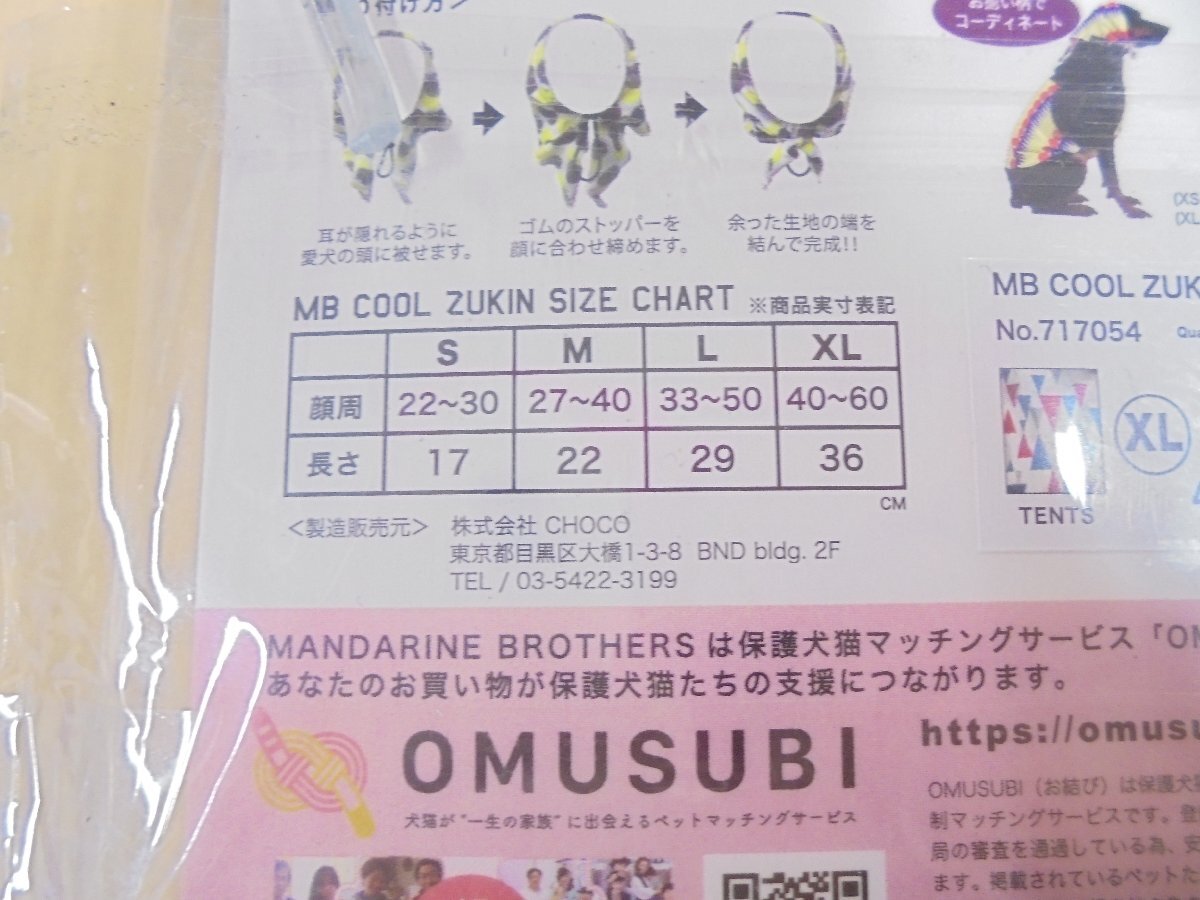 付け方>
お揃い柄で
コーディネート
耳が隠れるように
愛犬の頭に被せます。
ゴムのストッパーを
顔に合わせ締めます。
余った生地の端を
結んで完成!!
(XS
(XL
MB COOL ZUKIN SIZE CHART ※商品実寸表記
S M L XL
顔周 22~30 27~40 33~50 40~60
長さ 17 22 29 36
CM
MB COOL ZUK
No.717054 Qua
XL
TENTS
<製造販売元> 株式会社 CHOCO
東京都目黒区大橋1-3-8 BND bldg. 2F
TEL / 03-5422-3199
MANDARINE BROTHERS は保護犬猫マッチングサービス「OM
あなたのお買い物が保護犬猫たちの支援につながります。
OMUSUBI
犬猫が“一生の家族”に出会えるペットマッチングサービス
https://omusu
OMUSUBI（お結び）は保護犬
制マッチングサービスです。登
局の審査を通過している為、安
ます。掲載されているペットた